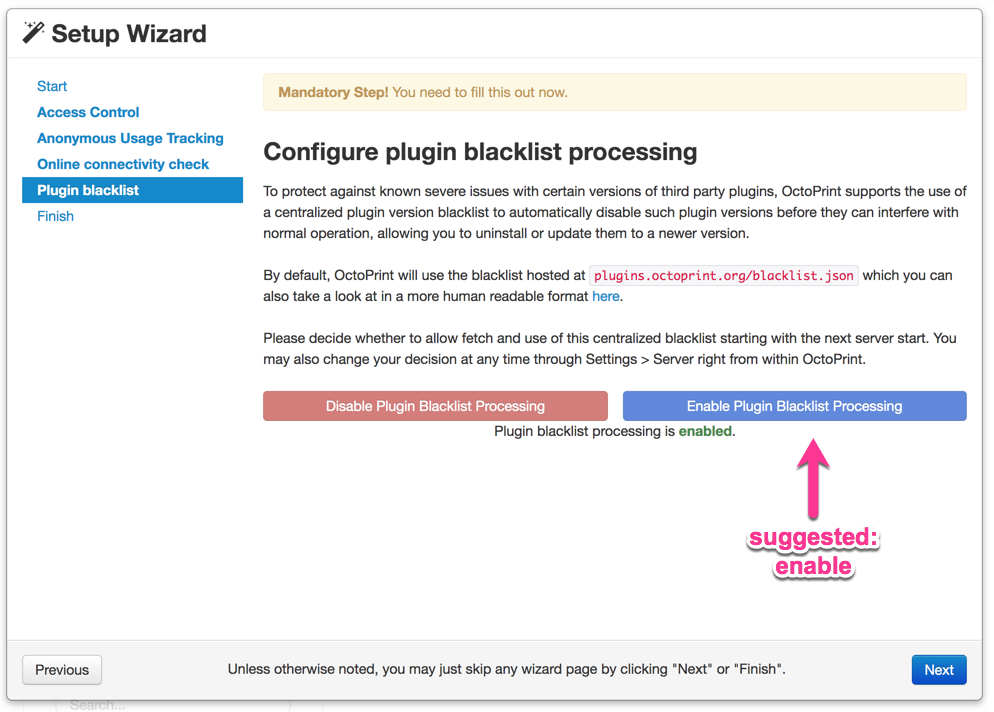 Setup Wizard
Start
Access Control
Anonymous Usage Tracking
Online connectivity check
Plugin blacklist
Finish
Mandatory Step! You need to fill this out now.
Configure plugin blacklist processing
To protect against known severe issues with certain versions of third party plugins, OctoPrint supports the use of
a centralized plugin version blacklist to automatically disable such plugin versions before they can interfere with
normal operation, allowing you to uninstall or update them to a newer version.
By default, OctoPrint will use the blacklist hosted at plugins.octoprint.org/blacklist.json which you can
also take a look at in a more human readable format here.
Please decide whether to allow fetch and use of this centralized blacklist starting with the next server start. You
may also change your decision at any time through Settings > Server right from within OctoPrint.
Disable Plugin Blacklist Processing
Enable Plugin Blacklist Processing
Plugin blacklist processing is enabled.
suggested:
enable
Previous
Unless otherwise noted, you may just skip any wizard page by clicking "Next" or "Finish".
Next
Search...